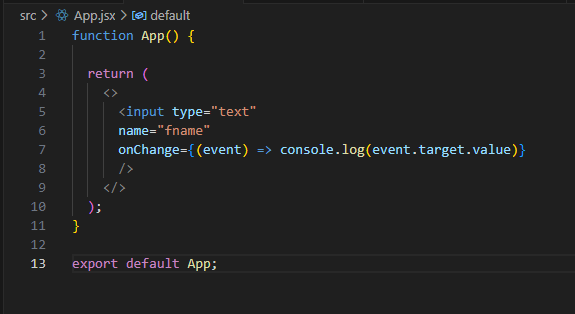 src > App.jsx > default
1 function App() {
2
3 return (
4 <>
5 <input type="text"
6 name="fname"
7 onChange={(event) => console.log(event.target.value)}
8 />
9 </>
10 );
11 }
12
13 export default App;